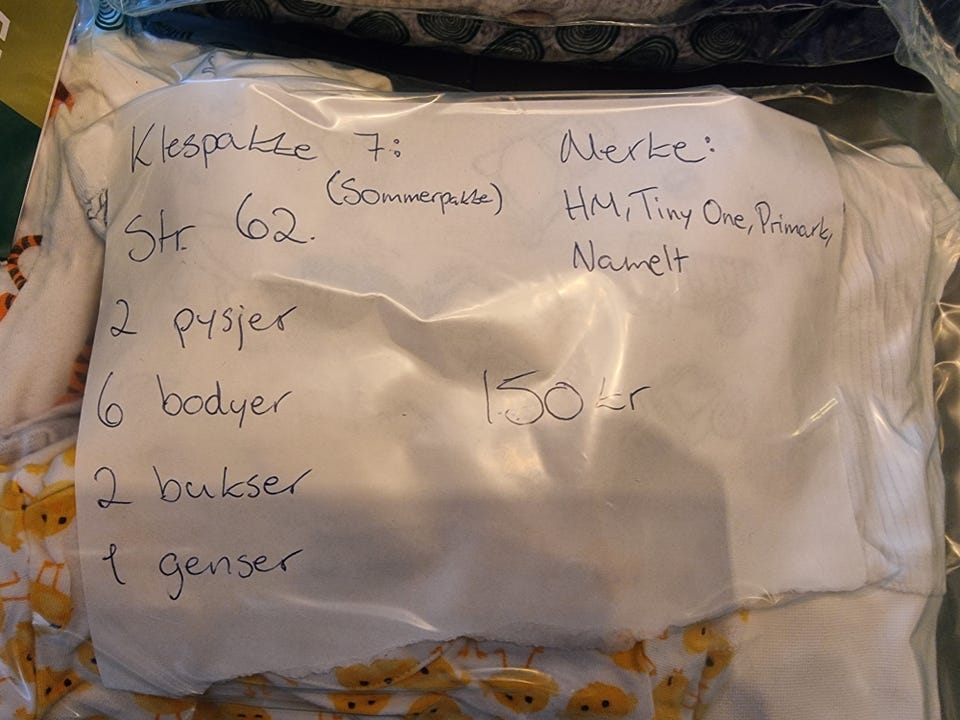 Klespakke 7:
(Sommerpakke)
Str. 62.
2 pysjer
6 bodyer
2 bukser
1 genser
Merke:
HM, Tiny One, Primark,
NameIt
150 kr